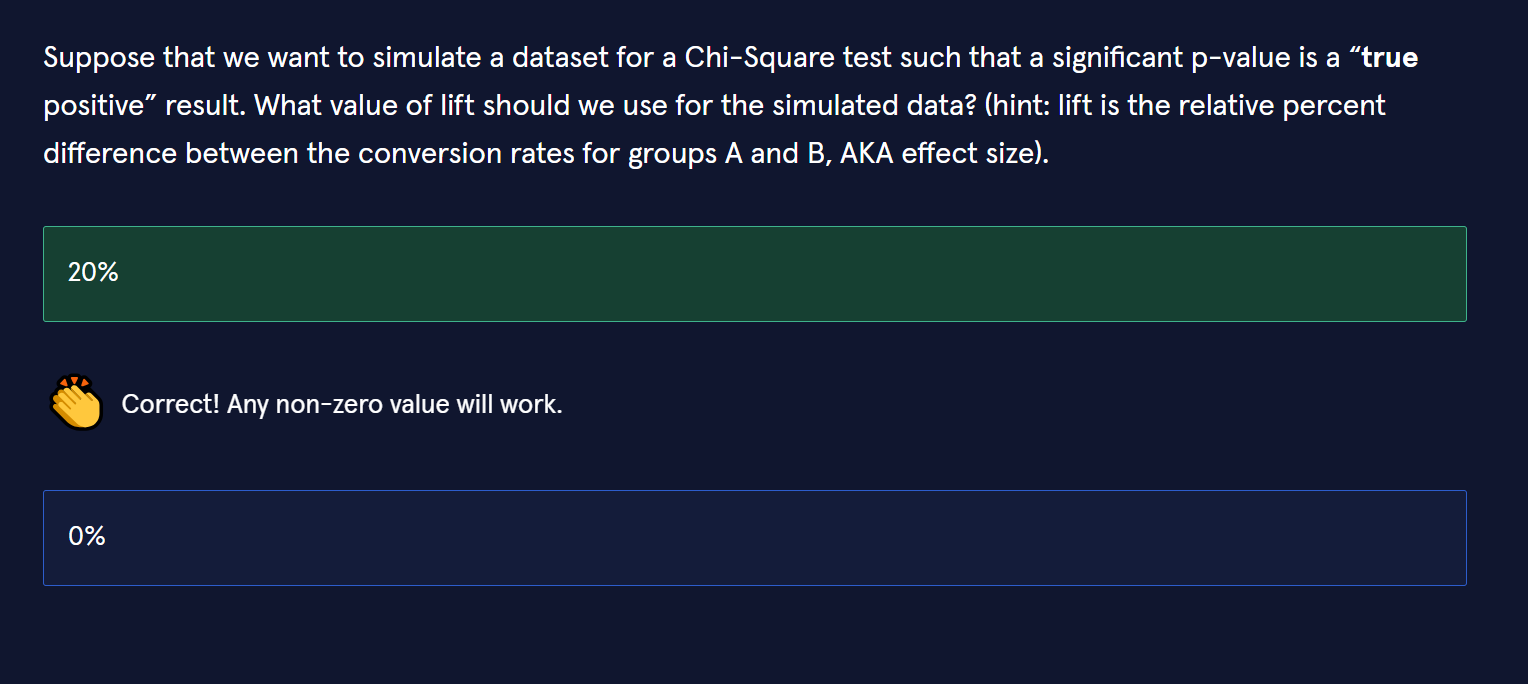 Suppose that we want to simulate a dataset for a Chi-Square test such that a significant p-value is a “true
positive” result. What value of lift should we use for the simulated data? (hint: lift is the relative percent
difference between the conversion rates for groups A and B, AKA effect size).
20%
Correct! Any non-zero value will work.
0%